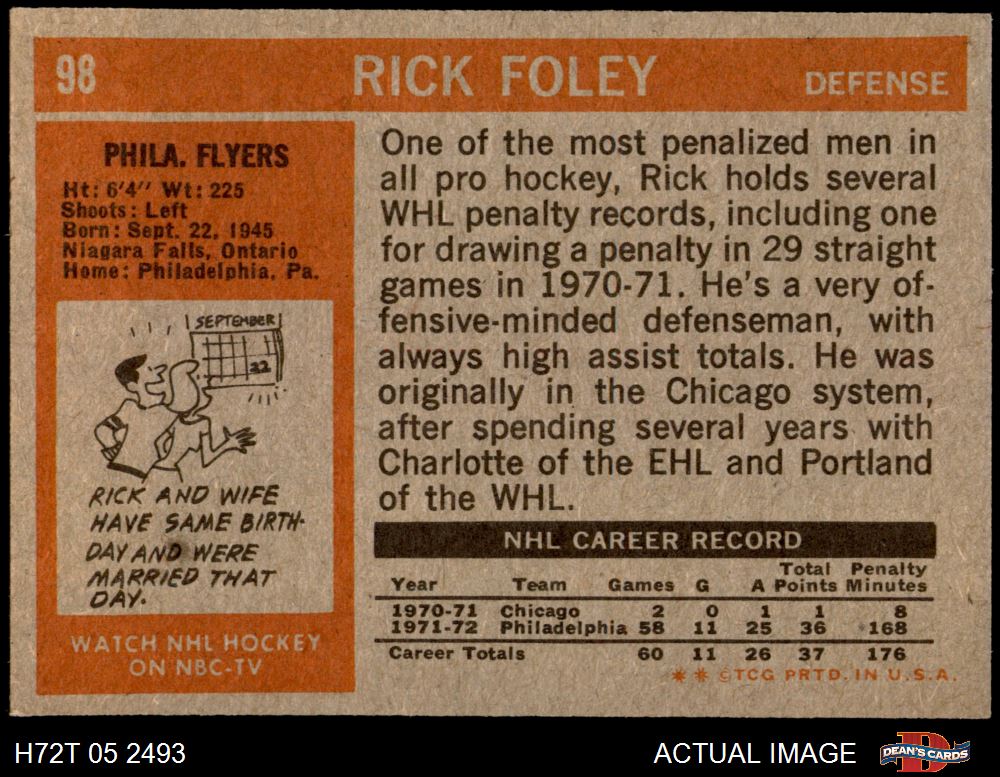 98
RICK FOLEY
DEFENSE
PHILA. FLYERS
Ht: 6'4" Wt: 225
Shoots: Left
Born: Sept. 22, 1945
Niagara Falls, Ontario
Home: Philadelphia, Pa.
SEPTEMBER
22
RICK AND WIFE
HAVE SAME BIRTH-
DAY AND WERE
MARRIED THAT
DAY.
WATCH NHL HOCKEY
ON NBC-TV
One of the most penalized men in
all pro hockey, Rick holds several
WHL penalty records, including one
for drawing a penalty in 29 straight
games in 1970-71. He's a very of-
fensive-minded defenseman, with
always high assist totals. He was
originally in the Chicago system,
after spending several years with
Charlotte of the EHL and Portland
of the WHL.
NHL CAREER RECORD
Year Team Games G A Total Points Penalty Minutes
1970-71 Chicago 2 0 1 1 8
1971-72 Philadelphia 58 11 25 36 168
Career Totals 60 11 26 37 176
* * ©TCG PRTD. IN U.S.A.
H72T 05 2493
ACTUAL IMAGE
D
DEAN'S CARDS